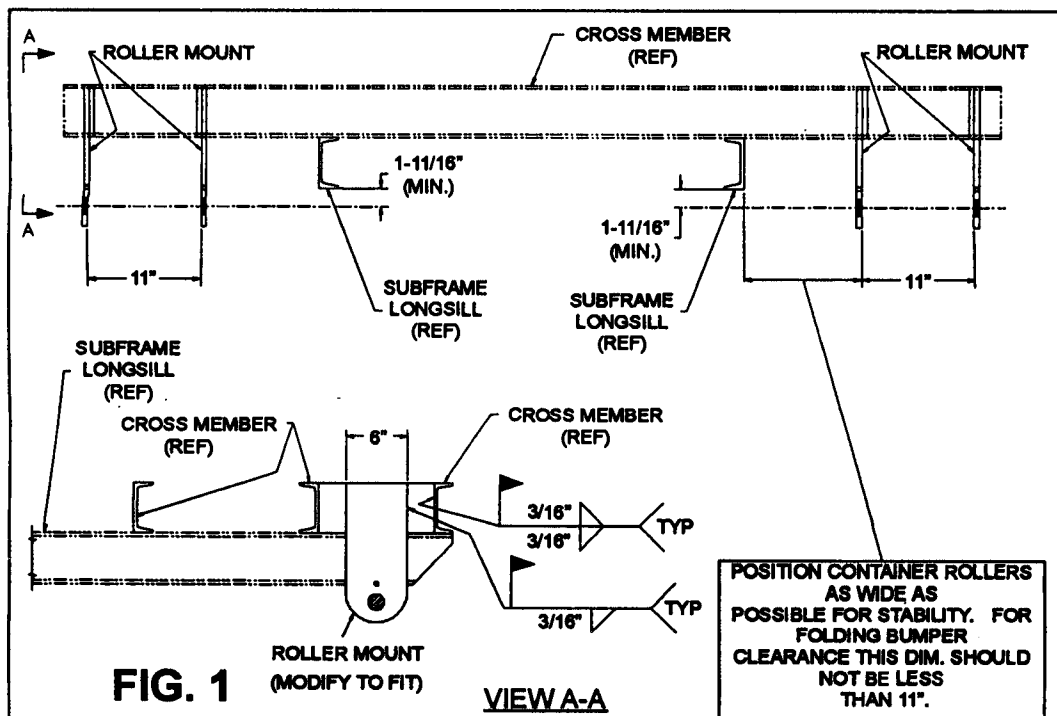 A
ROLLER MOUNT
CROSS MEMBER
(REF)
ROLLER MOUNT
1-11/16"
(MIN.)
A
1-11/16"
(MIN.)
11"
11"
SUBFRAME
LONGSILL
(REF)
SUBFRAME
LONGSILL
(REF)
SUBFRAME
LONGSILL
(REF)
CROSS MEMBER
(REF)
6"
CROSS MEMBER
(REF)
3/16"
3/16"
TYP
3/16"
TYP
ROLLER MOUNT
(MODIFY TO FIT)
FIG. 1
VIEW A-A
POSITION CONTAINER ROLLERS
AS WIDE AS
POSSIBLE FOR STABILITY. FOR
FOLDING BUMPER
CLEARANCE THIS DIM. SHOULD
NOT BE LESS
THAN 11".